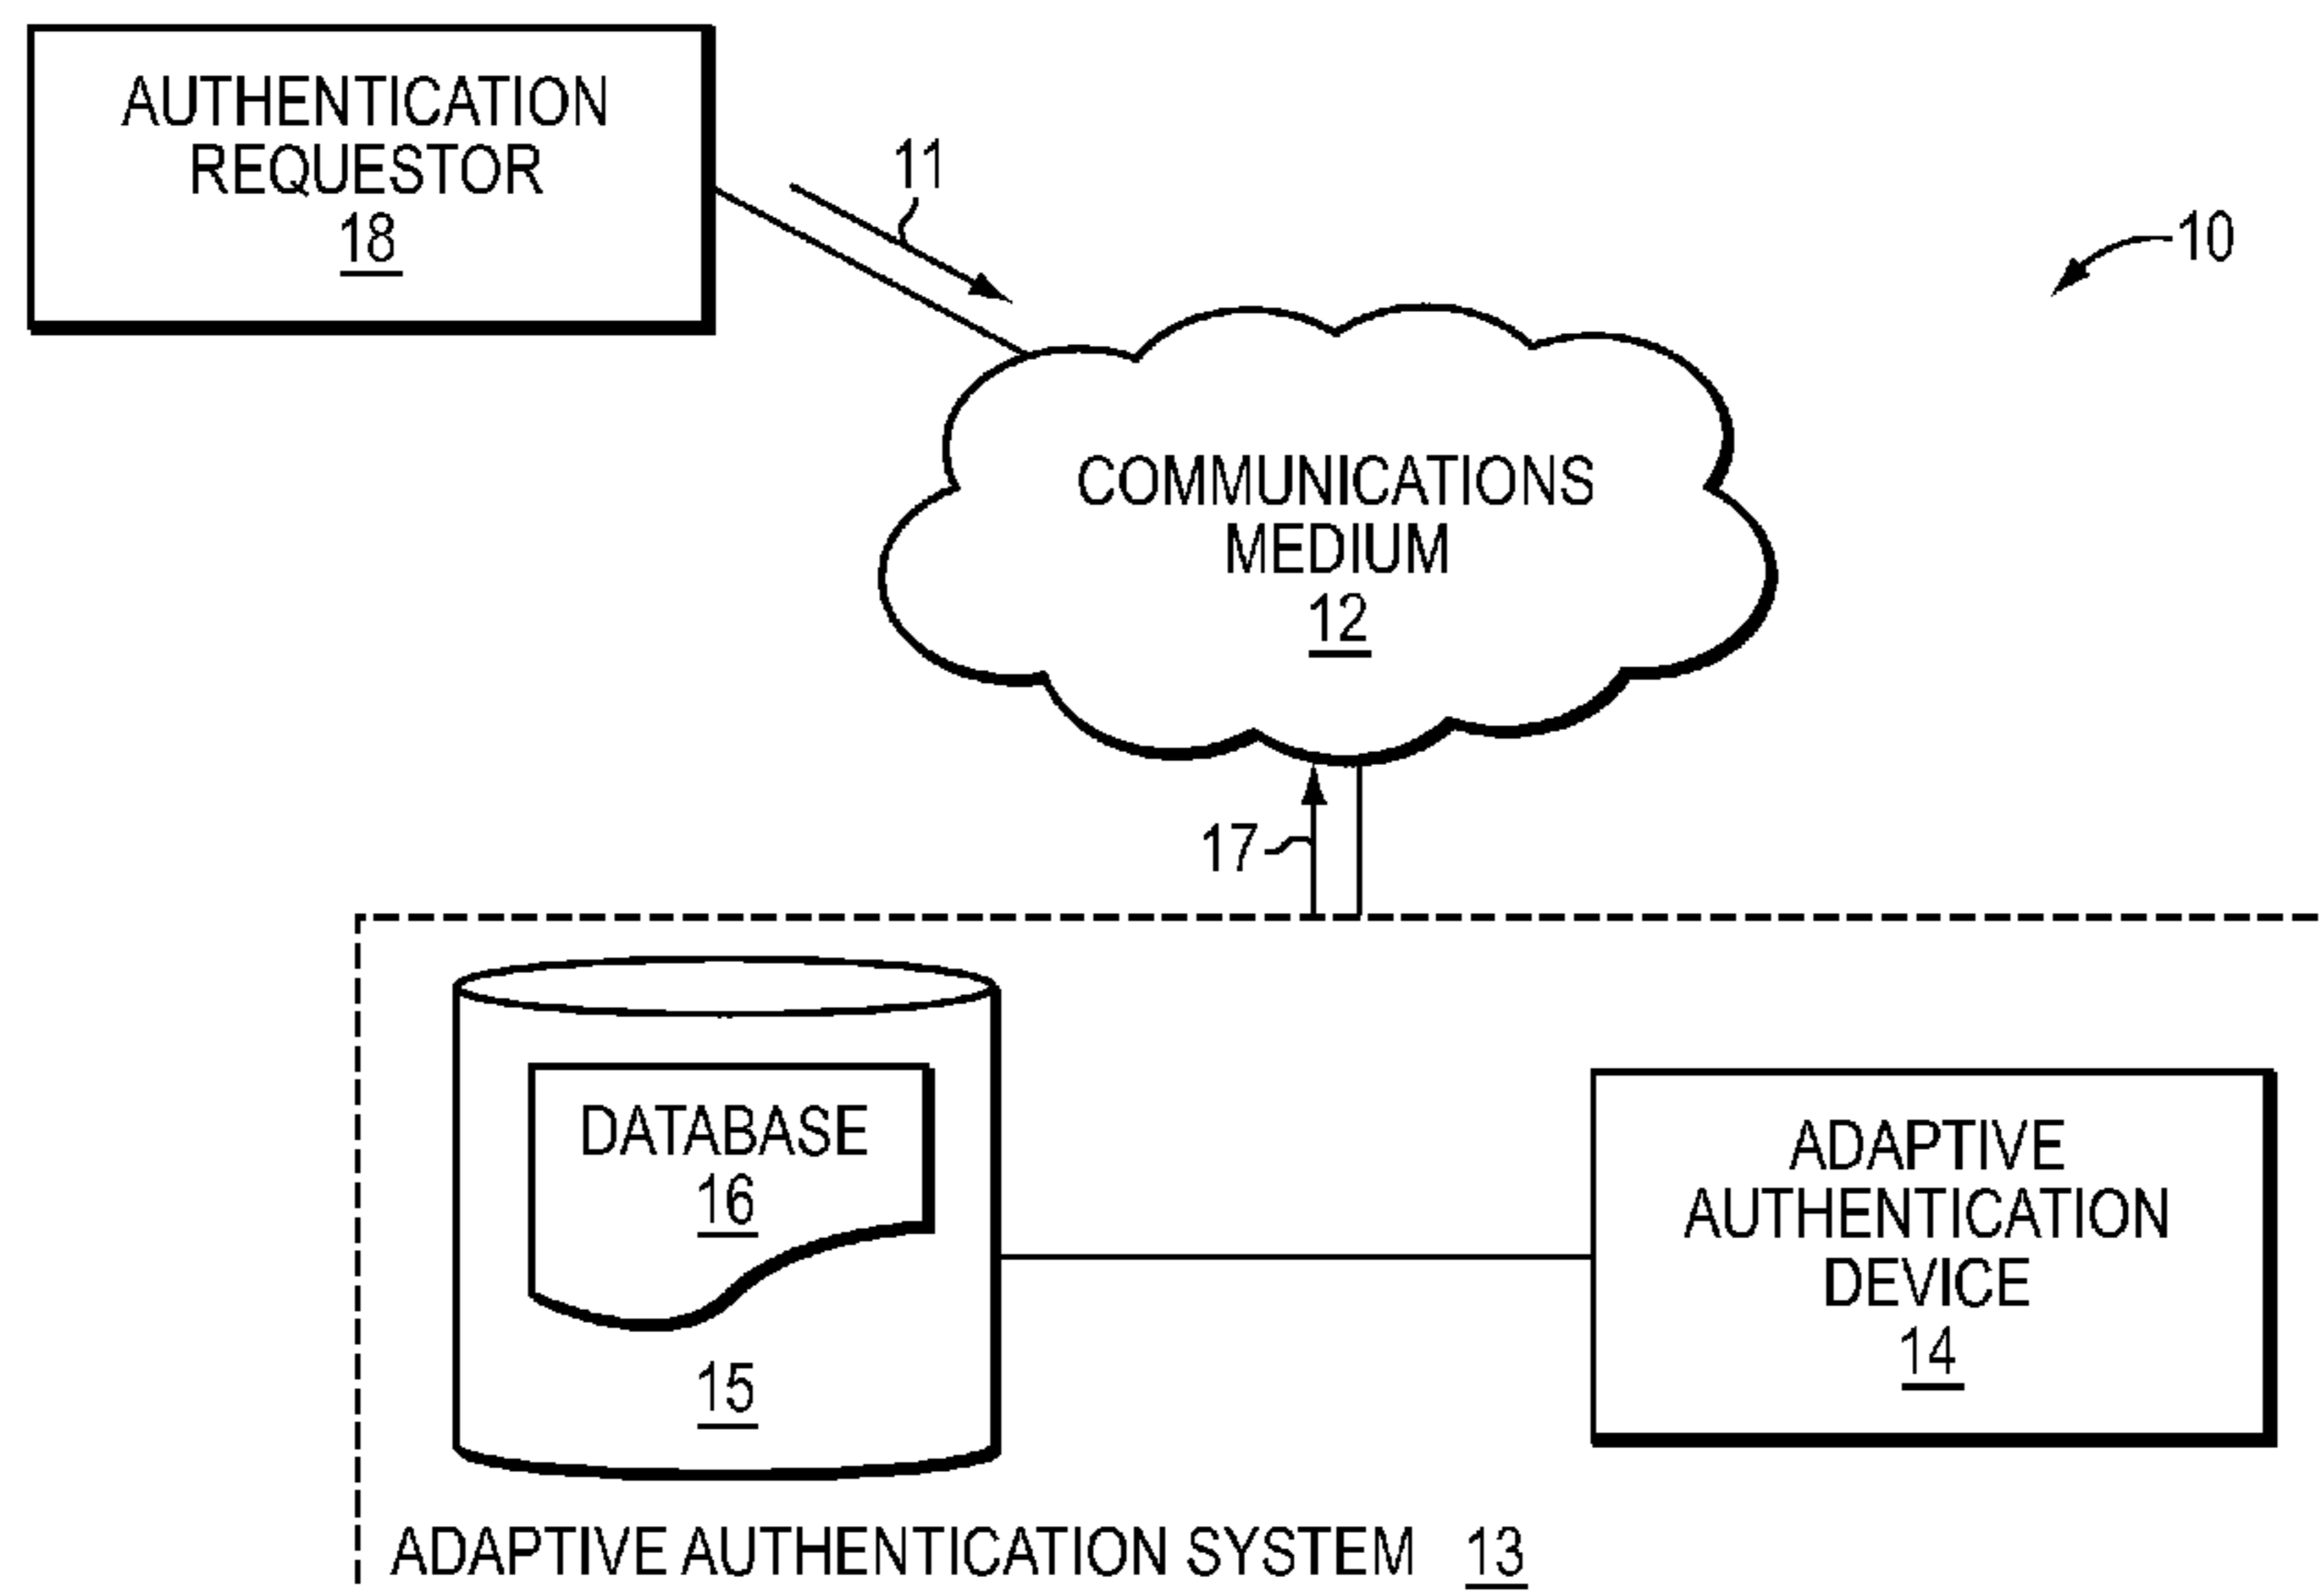 AUTHENTICATION
REQUESTOR
18
11
10
COMMUNICATIONS
MEDIUM
12
17
DATABASE
16
15
ADAPTIVE
AUTHENTICATION
DEVICE
14
ADAPTIVE AUTHENTICATION SYSTEM 13